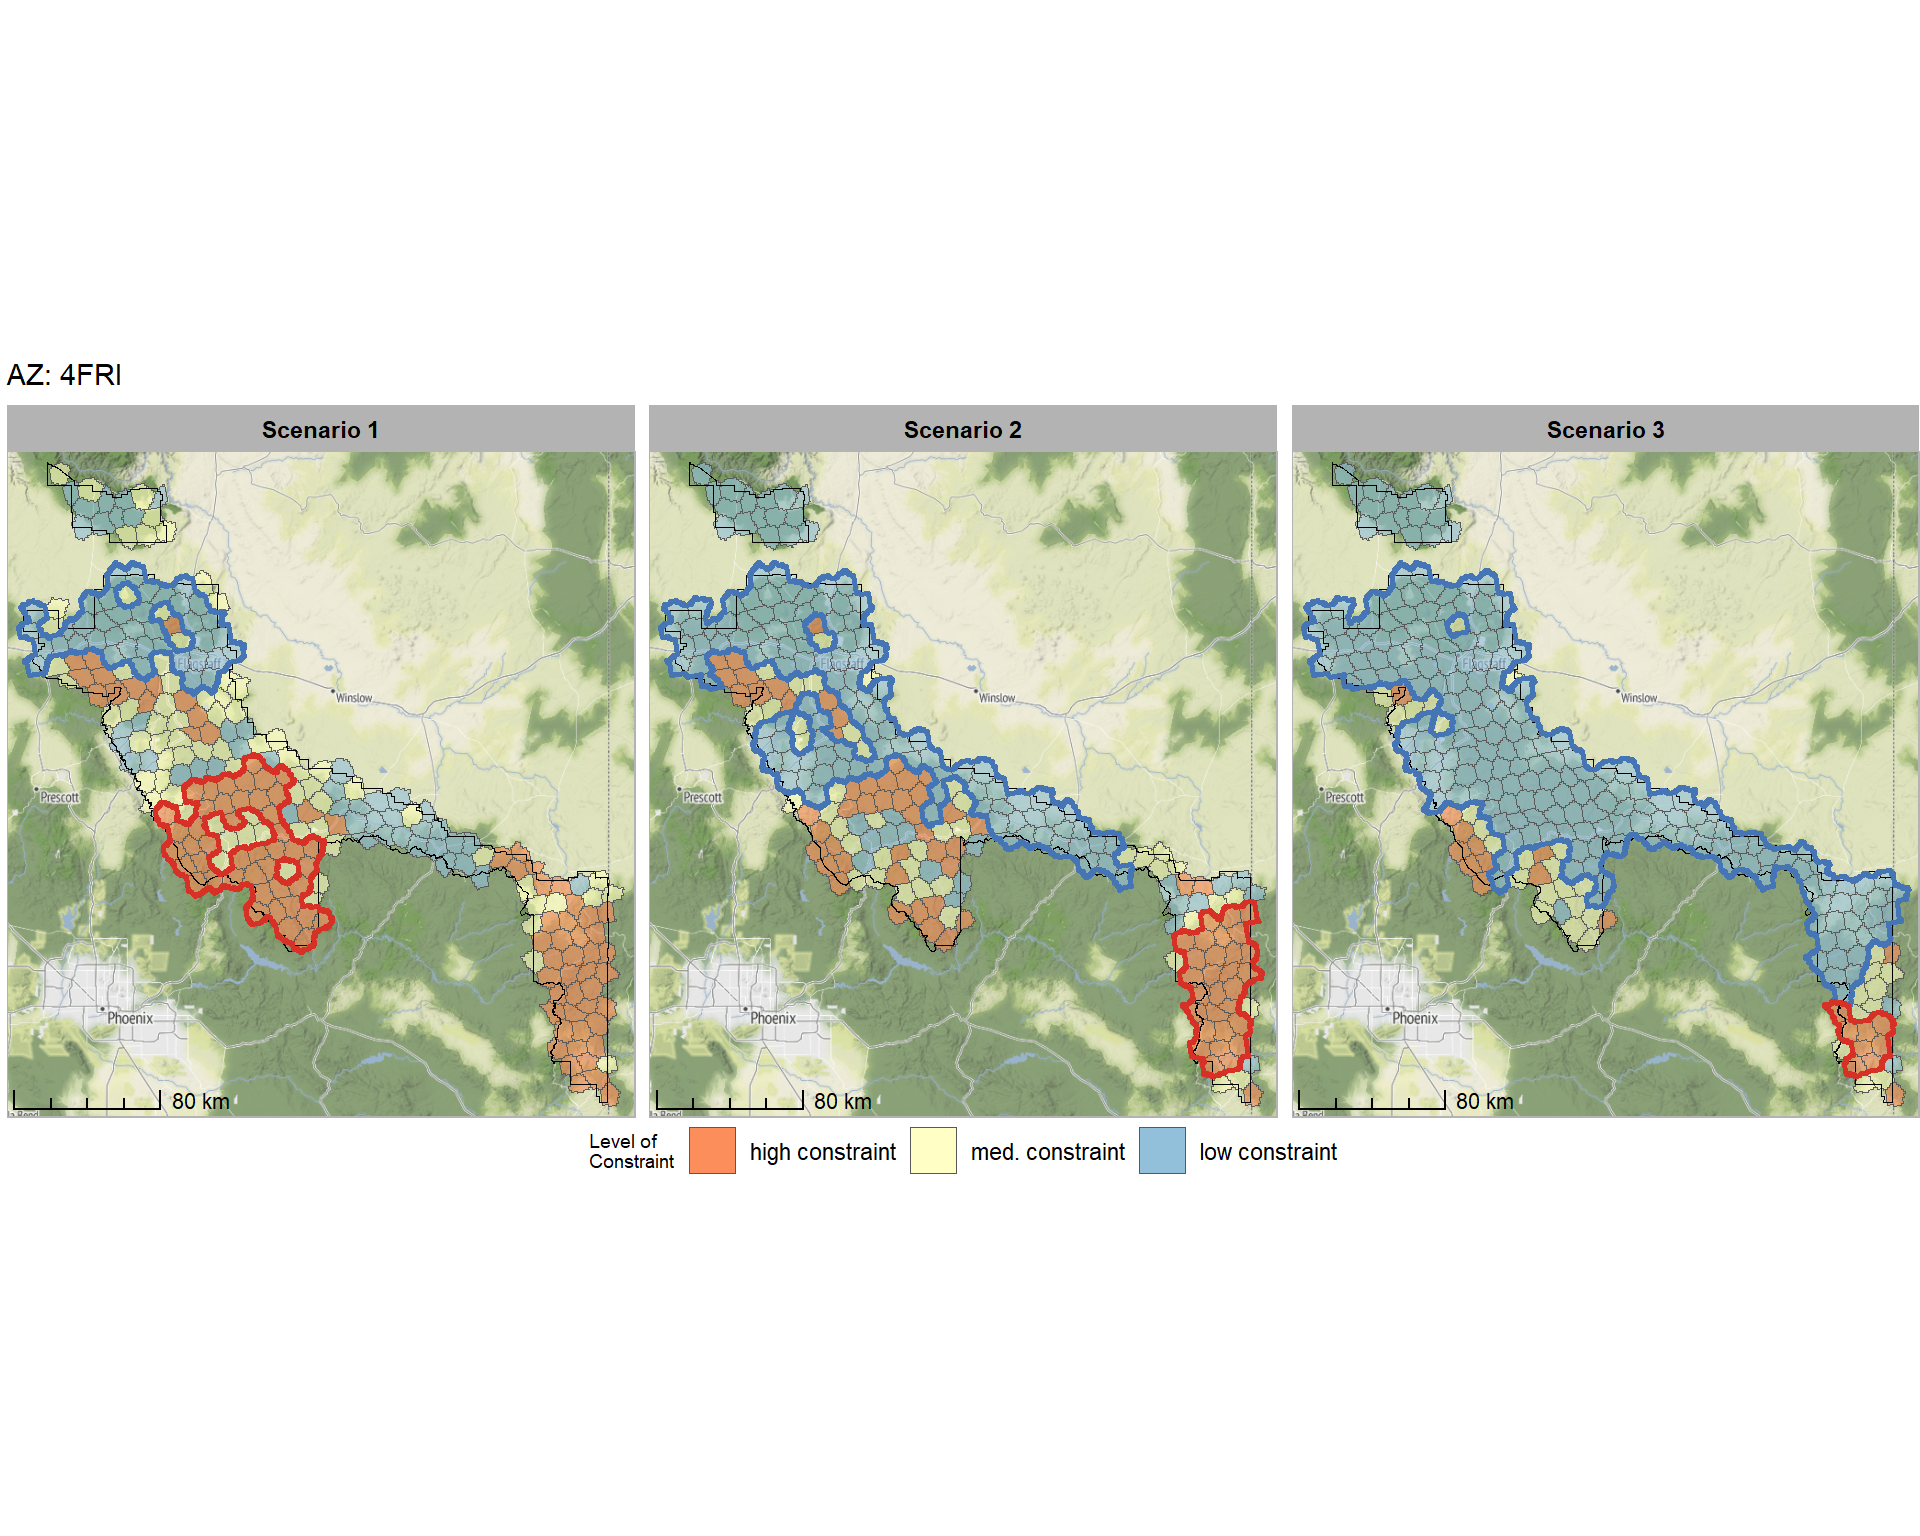 AZ: 4FRI
Scenario 1
Scenario 2
Scenario 3
Flagstaff
Winslow
Prescott
Phoenix
80 km
Flagstaff
Winslow
Prescott
Phoenix
80 km
Flagstaff
Winslow
Prescott
Phoenix
80 km
Level of
Constraint
high constraint
med. constraint
low constraint